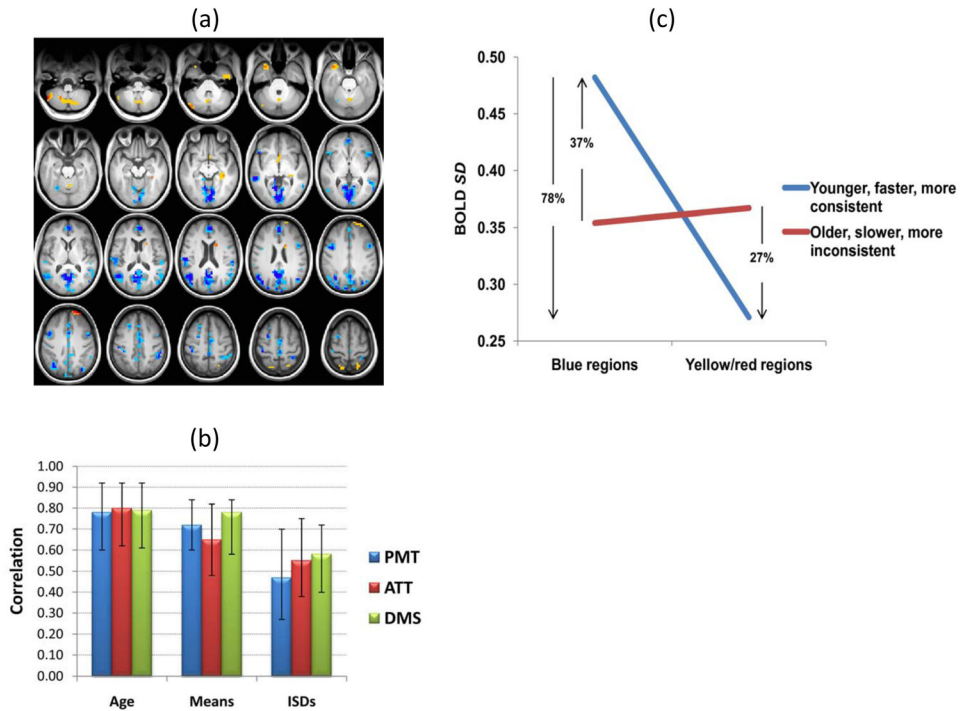 (a)
(c)
BOLD SD
0.50
0.45
0.40
0.35
0.30
0.25
37%
78%
27%
Blue regions
Yellow/red regions
Younger, faster, more
consistent
Older, slower, more
inconsistent
(b)
Correlation
1.00
0.90
0.80
0.70
0.60
0.50
0.40
0.30
0.20
0.10
0.00
Age
Means
ISDs
PMT
ATT
DMS